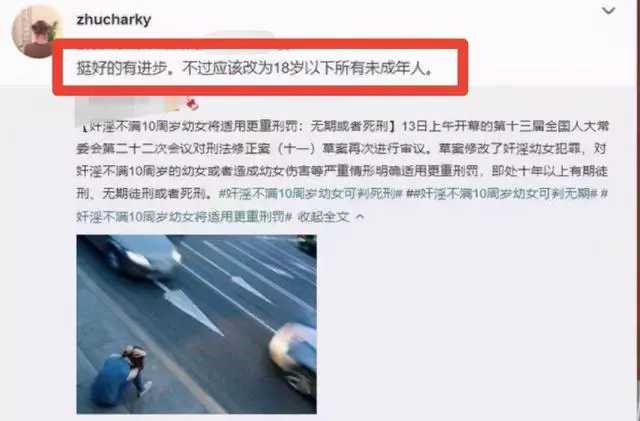 zhucharky
挺好的有进步。不过应该改为18岁以下所有未成年人。
【奸淫不满10周岁幼女将适用更重刑罚：无期或者死刑】13日上午开幕的第十三届全国人大常
委会第二十二次会议对刑法修正案（十一）草案再次进行审议。草案修改了奸淫幼女犯罪，对
奸淫不满10周岁的幼女或者造成幼女伤害等严重情形明确适用更重刑罚，即处十年以上有期徒
刑、无期徒刑或者死刑。#奸淫不满10周岁幼女可判死刑# ##奸淫不满10周岁幼女可判无期# #
奸淫不满10周岁幼女将适用更重刑罚# 收起全文